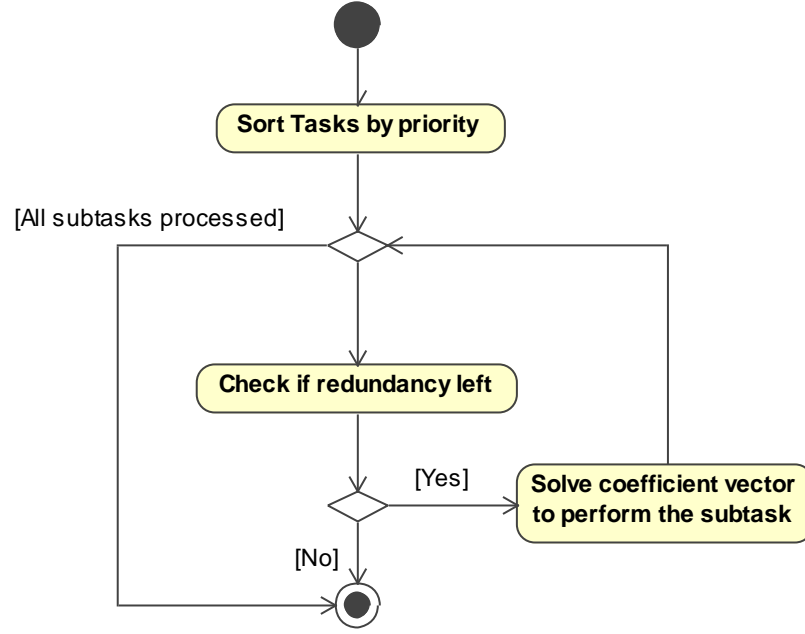 Sort Tasks by priority
[All subtasks processed]
Check if redundancy left
[Yes]
Solve coefficient vector
to perform the subtask
[No]